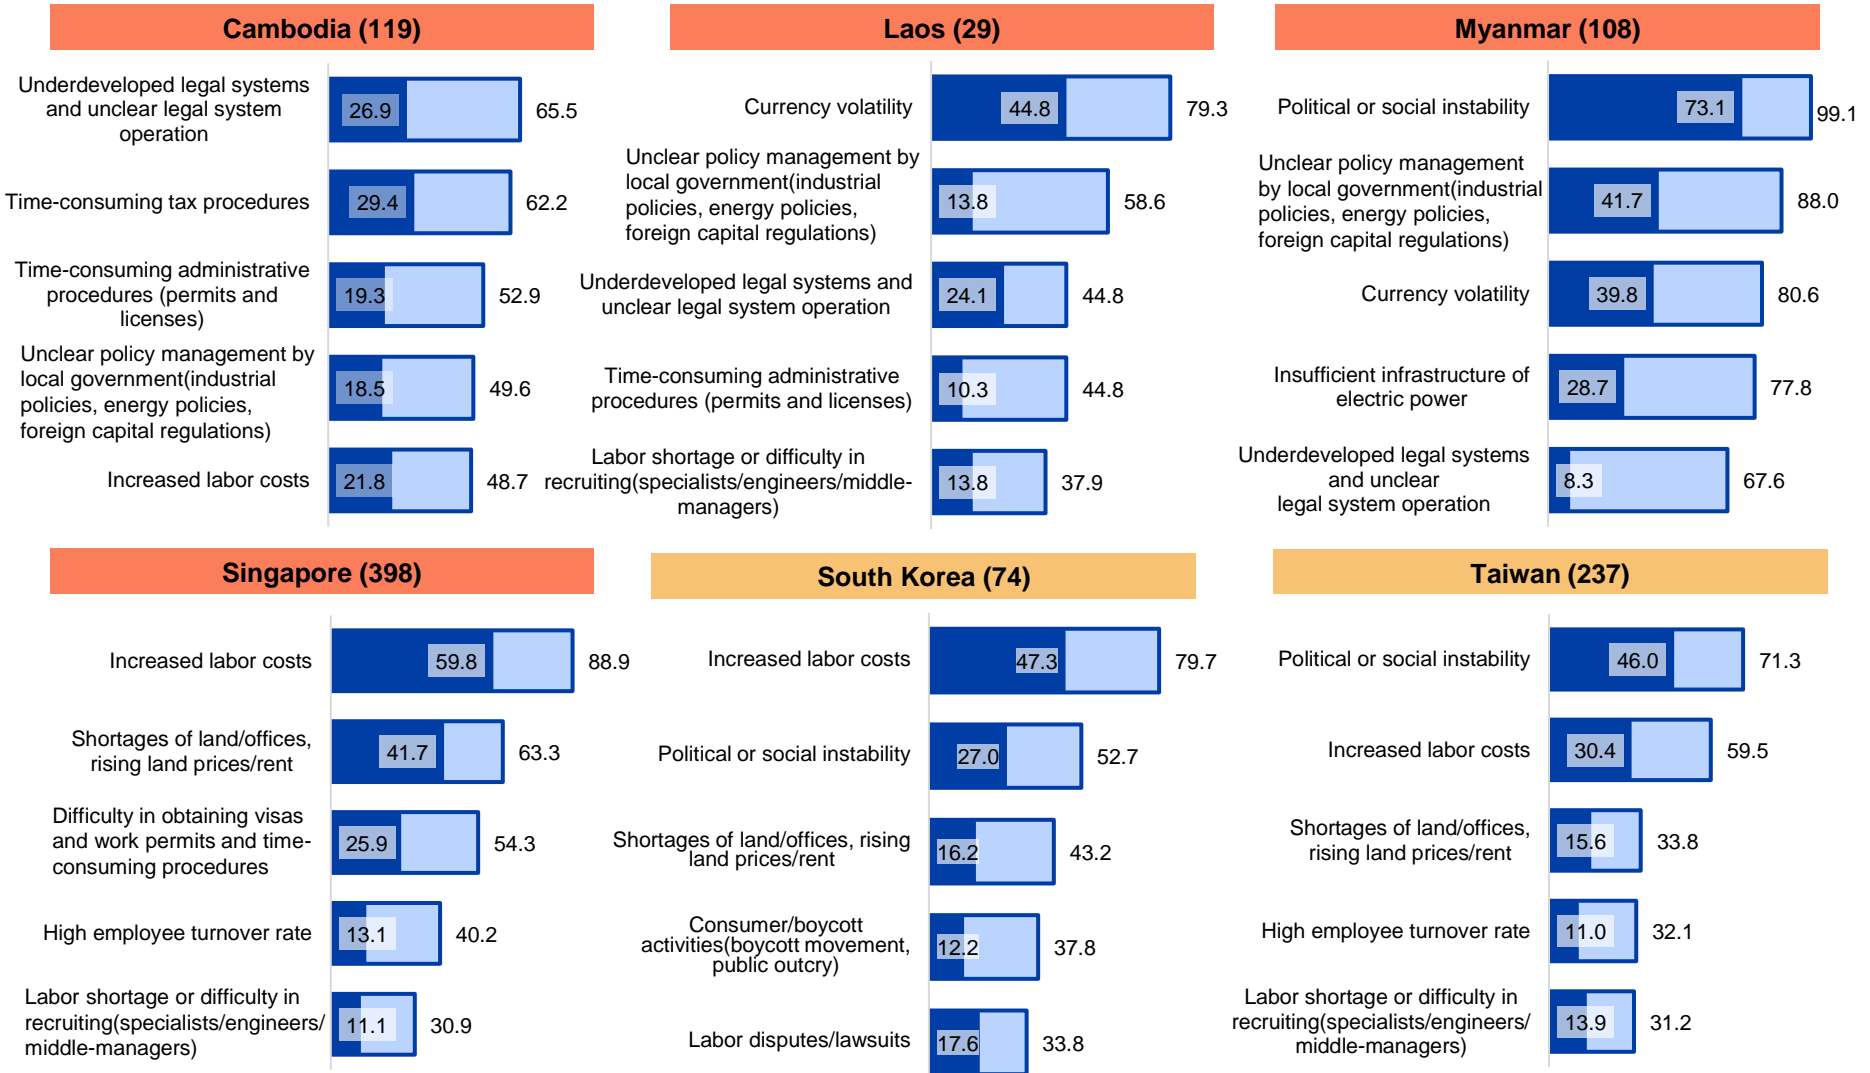 Cambodia (119)
Underdeveloped legal systems
and unclear legal system
operation
26.9
65.5
Time-consuming tax procedures
29.4
62.2
Time-consuming administrative
procedures (permits and
licenses)
19.3
52.9
Unclear policy management by
local government(industrial
policies, energy policies,
foreign capital regulations)
18.5
49.6
Increased labor costs
21.8
48.7
Laos (29)
Currency volatility
44.8
79.3
Unclear policy management by
local government(industrial
policies, energy policies,
foreign capital regulations)
13.8
58.6
Underdeveloped legal systems and
unclear legal system operation
24.1
44.8
Time-consuming administrative
procedures (permits and licenses)
10.3
44.8
Labor shortage or difficulty in
recruiting(specialists/engineers/middle-
managers)
13.8
37.9
Myanmar (108)
Political or social instability
73.1
99.1
Unclear policy management
by local government(industrial
policies, energy policies,
foreign capital regulations)
41.7
88.0
Currency volatility
39.8
80.6
Insufficient infrastructure of
electric power
28.7
77.8
Underdeveloped legal systems
and unclear
legal system operation
8.3
67.6
Singapore (398)
Increased labor costs
59.8
88.9
Shortages of land/offices,
rising land prices/rent
41.7
63.3
Difficulty in obtaining visas
and work permits and time-
consuming procedures
25.9
54.3
High employee turnover rate
13.1
40.2
Labor shortage or difficulty in
recruiting(specialists/engineers/
middle-managers)
11.1
30.9
South Korea (74)
Increased labor costs
47.3
79.7
Political or social instability
27.0
52.7
Shortages of land/offices, rising
land prices/rent
16.2
43.2
Consumer/boycott
activities(boycott movement,
public outcry)
12.2
37.8
Labor disputes/lawsuits
17.6
33.8
Taiwan (237)
Political or social instability
46.0
71.3
Increased labor costs
30.4
59.5
Shortages of land/offices,
rising land prices/rent
15.6
33.8
High employee turnover rate
11.0
32.1
Labor shortage or difficulty in
recruiting(specialists/engineers/
middle-managers)
13.9
31.2